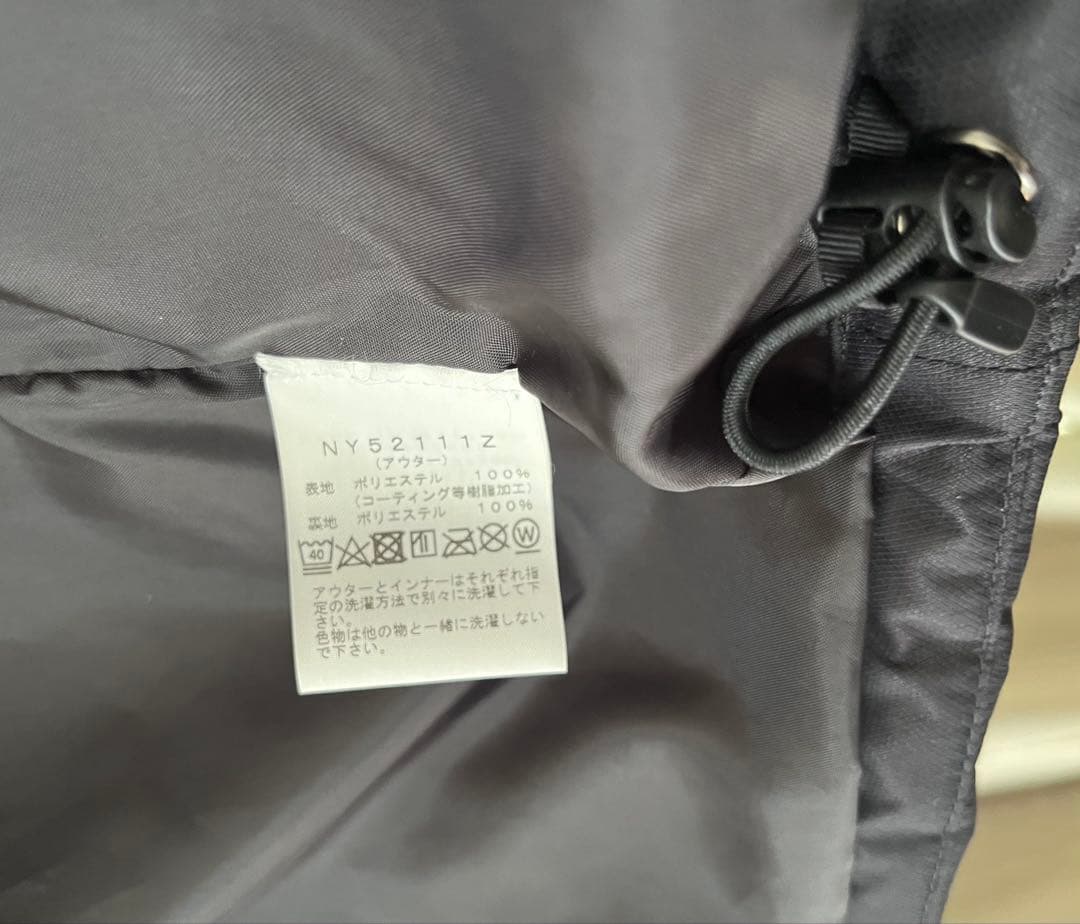 NY52111Z
(アウター)
表地 ポリエステル 100%
(コーティング等樹脂加工)
裏地 ポリエステル 100%
40 W
アウターとインナーはそれぞれ指
定の洗濯方法で別々に洗濯して下
さい。
色物は他の物と一緒に洗濯しない
で下さい。